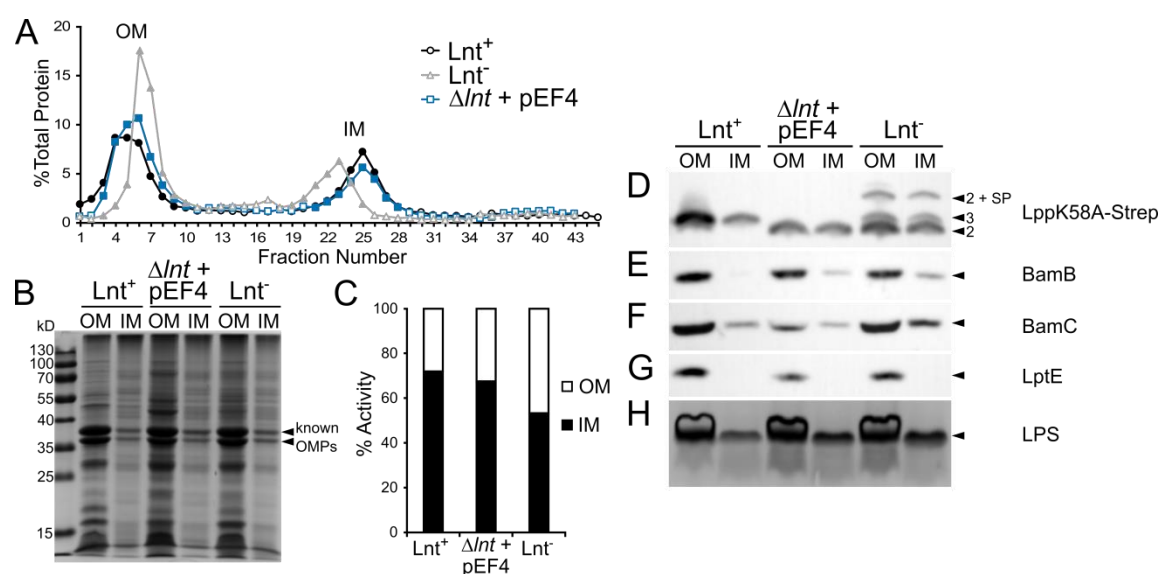 A
%Total Protein
20
15
10
5
0
OM
IM
Lnt⁺
Lnt⁻
Δlnt + pEF4
1 4 7 10 13 16 19 22 25 28 31 34 37 40 43
Fraction Number
B
Δlnt +
Lnt⁺ pEF4 Lnt⁻
kD OM IM OM IM OM IM
130
100
70
55
40
35
25
15
known
OMPs
C
% Activity
100
80
60
40
20
0
OM
IM
Lnt⁺ Δlnt + Lnt⁻
pEF4
Δlnt +
Lnt⁺ pEF4 Lnt⁻
OM IM OM IM OM IM
D
2 + SP
3
2
LppK58A-Strep
E BamB
F BamC
G LptE
H LPS